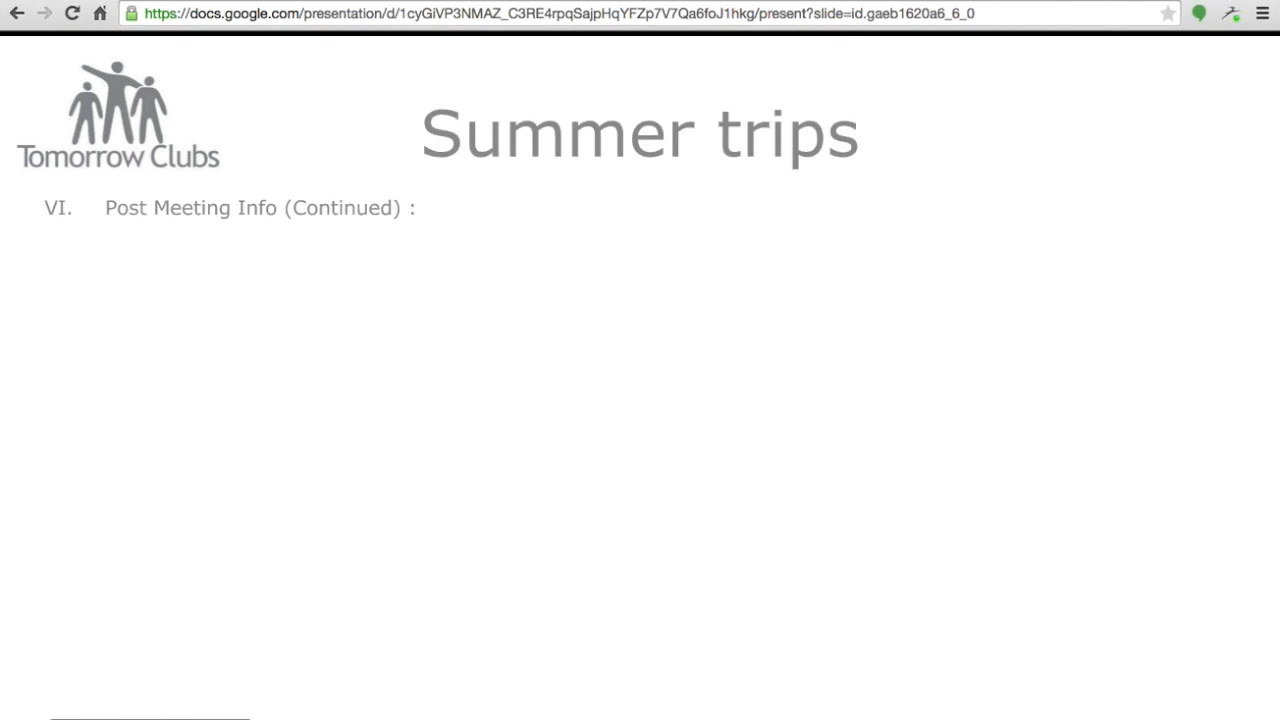 https://docs.google.com/presentation/d/1cyGiVP3NMAZ_C3RE4rpqSajpHqYFZp7V7Qa6foJ1hkg/present?slide=id.gaeb1620a6_6_0
Tomorrow Clubs
Summer trips
VI. Post Meeting Info (Continued) :